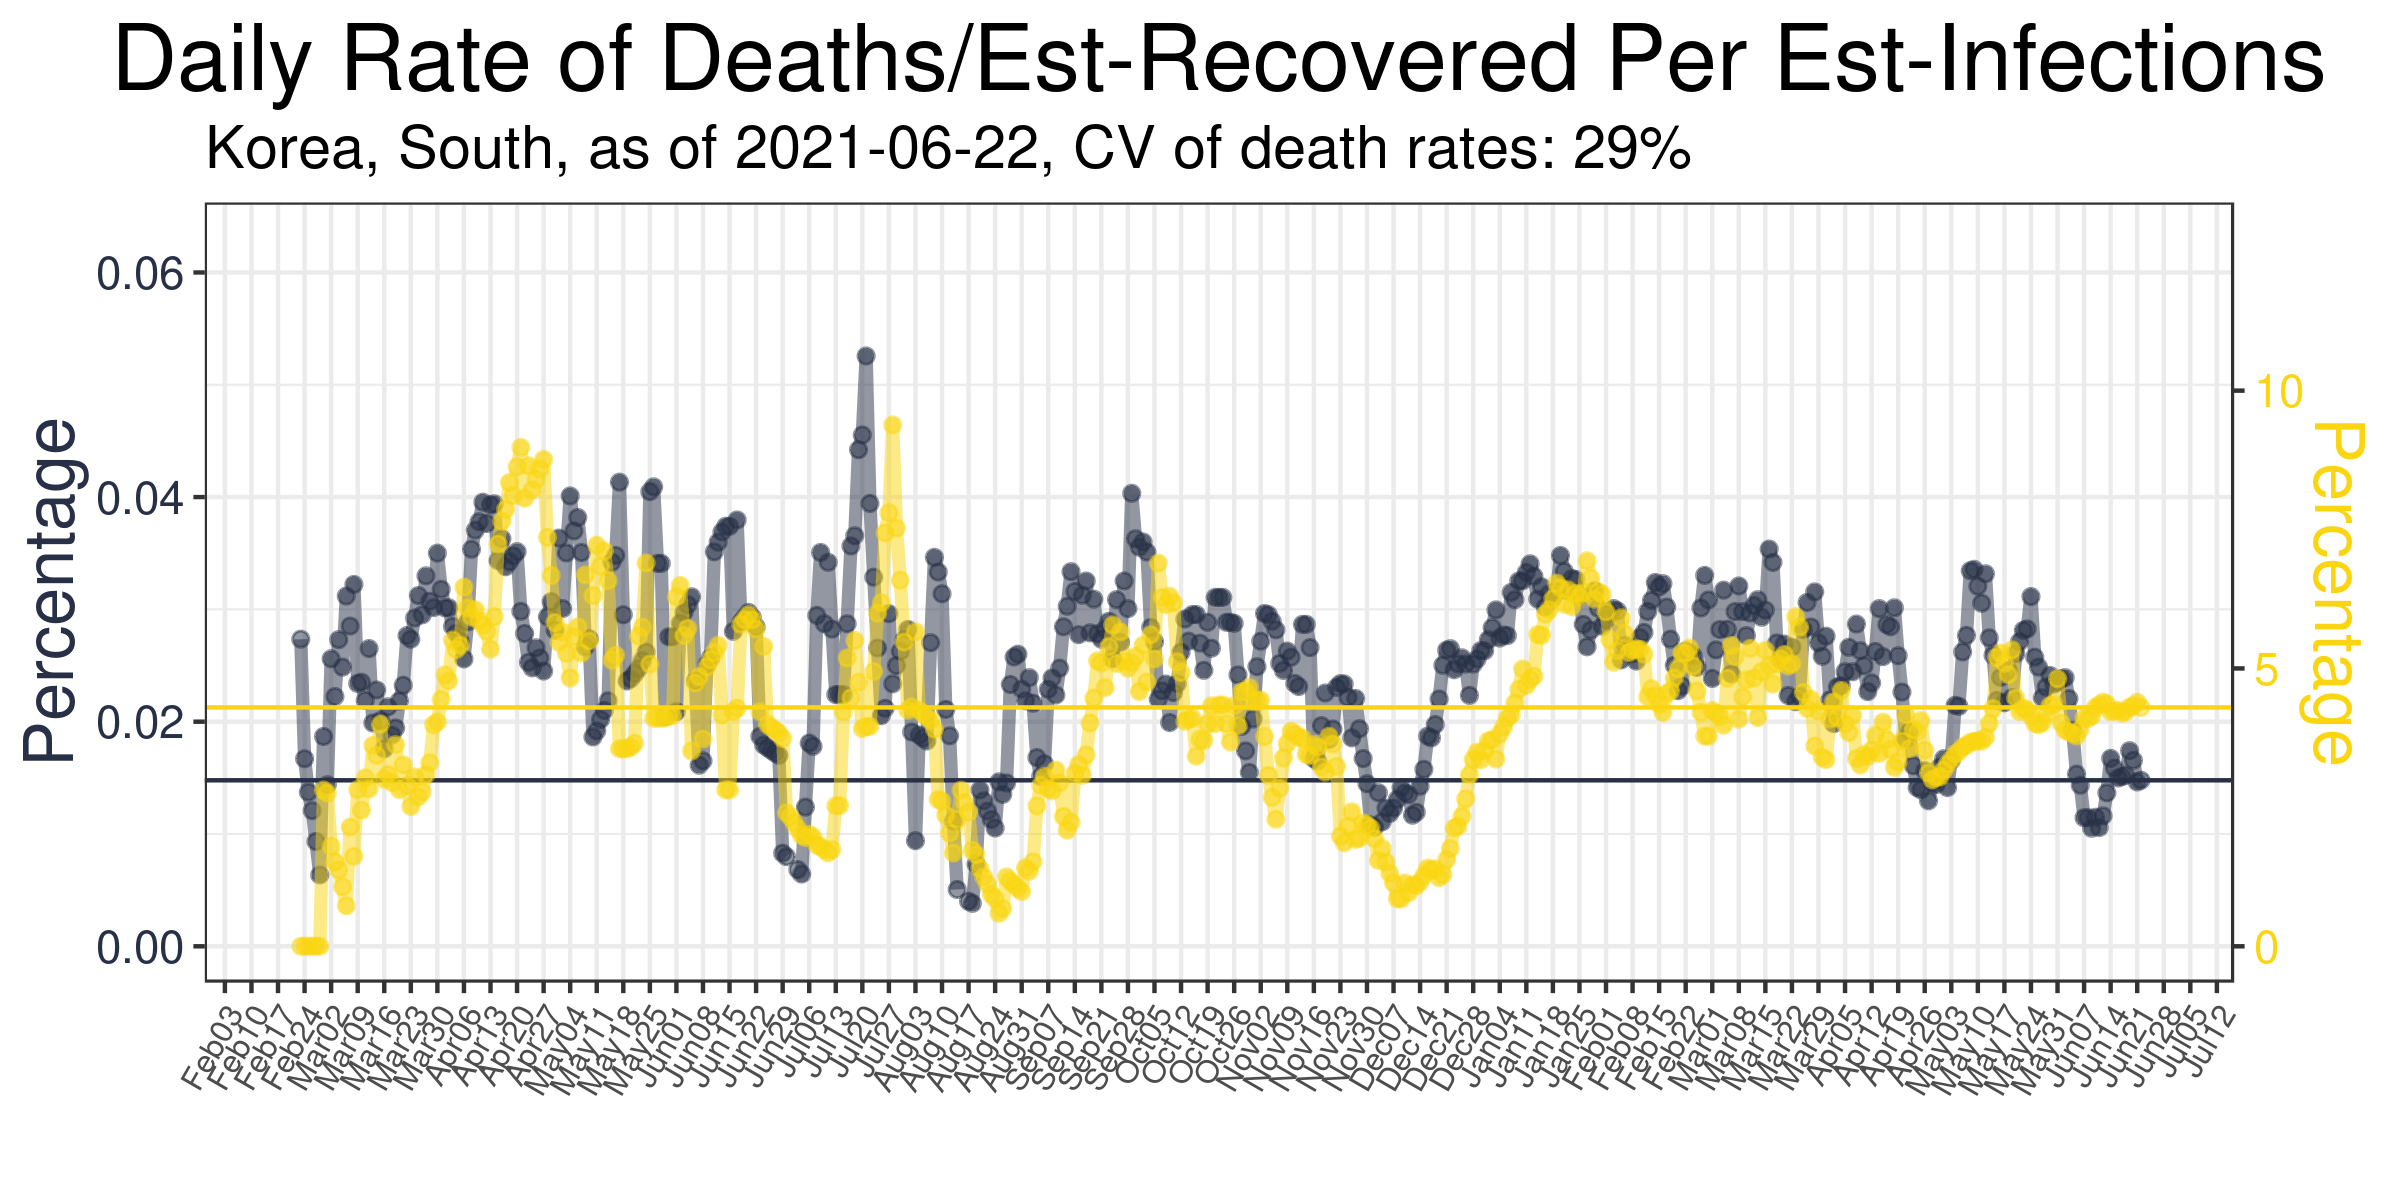 Daily Rate of Deaths/Est-Recovered Per Est-Infections
Korea, South, as of 2021-06-22, CV of death rates: 29%
Percentage
0.06
0.04
0.02
0.00
10
5
0
Percentage
Feb03
Feb10
Feb17
Feb24
Mar02
Mar09
Mar16
Mar23
Mar30
Apr06
Apr13
Apr20
Apr27
May04
May11
May18
May25
Jun01
Jun08
Jun15
Jun22
Jun29
Jul06
Jul13
Jul20
Jul27
Aug03
Aug10
Aug17
Aug24
Aug31
Sep07
Sep14
Sep21
Sep28
Oct05
Oct12
Oct19
Oct26
Nov02
Nov09
Nov16
Nov23
Nov30
Dec07
Dec14
Dec21
Dec28
Jan04
Jan11
Jan18
Jan25
Feb01
Feb08
Feb15
Feb22
Mar01
Mar08
Mar15
Mar22
Mar29
Apr05
Apr12
Apr19
Apr26
May03
May10
May17
May24
May31
Jun07
Jun14
Jun21
Jun28
Jul05
Jul12